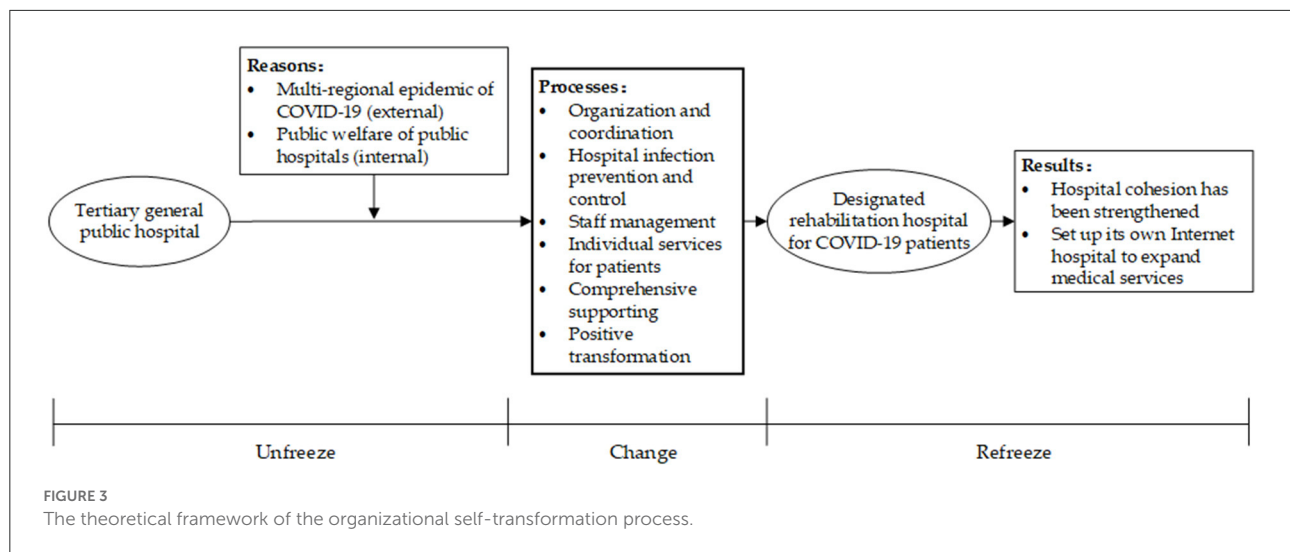 Reasons:
• Multi-regional epidemic of
COVID-19 (external)
• Public welfare of public
hospitals (internal)
Processes:
• Organization and
coordination
• Hospital infection
prevention and
control
• Staff management
• Individual services
for patients
• Comprehensive
supporting
• Positive
transformation
Tertiary general
public hospital
Designated
rehabilitation hospital
for COVID-19 patients
Results:
• Hospital cohesion has
been strengthened
• Set up its own Internet
hospital to expand
medical services
Unfreeze
Change
Refreeze
FIGURE 3
The theoretical framework of the organizational self-transformation process.